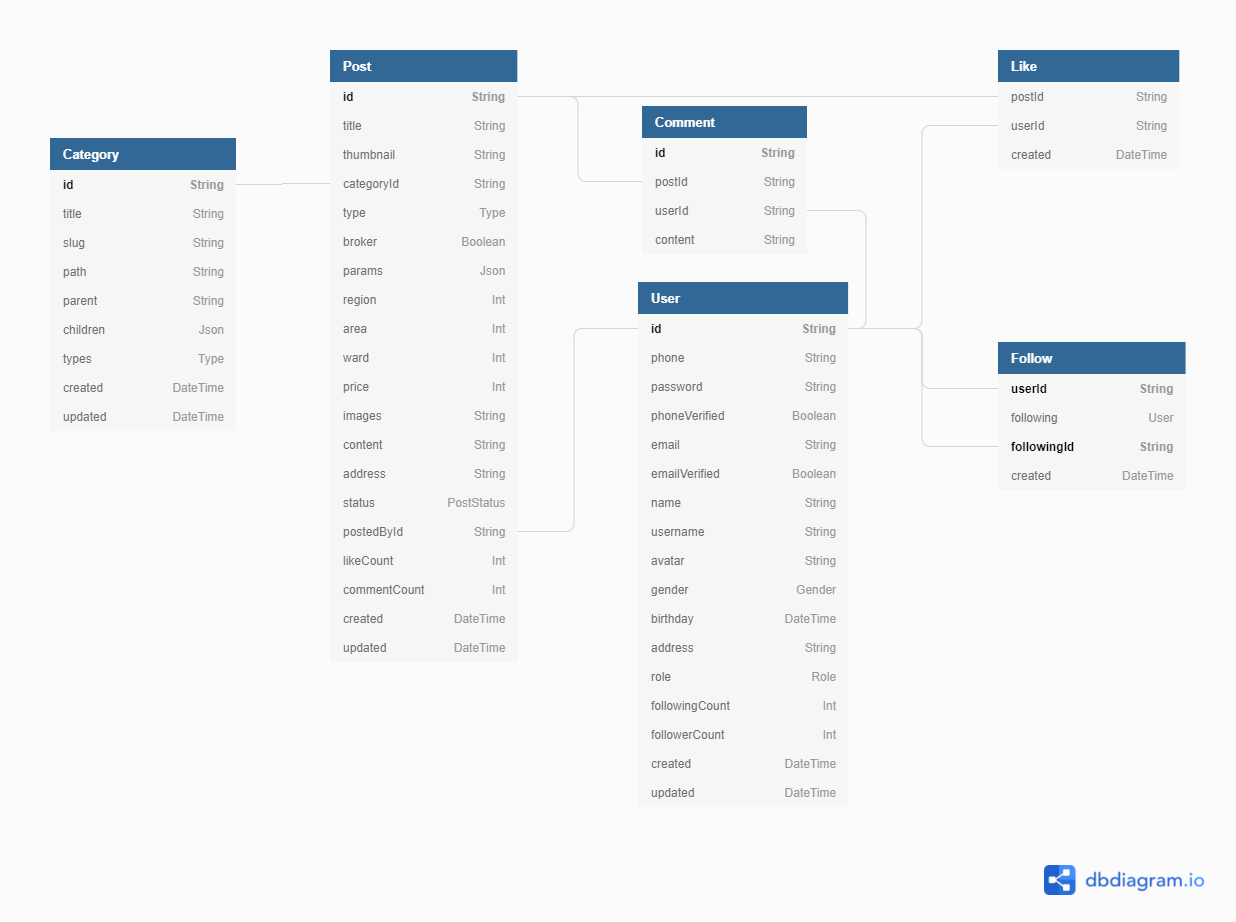 Category
id String
title String
slug String
path String
parent String
children Json
types Type
created DateTime
updated DateTime
Post
id String
title String
thumbnail String
categoryId String
type Type
broker Boolean
params Json
region Int
area Int
ward Int
price Int
images String
content String
address String
status PostStatus
postedById String
likeCount Int
commentCount Int
created DateTime
updated DateTime
Comment
id String
postId String
userId String
content String
User
id String
phone String
password String
phoneVerified Boolean
email String
emailVerified Boolean
name String
username String
avatar String
gender Gender
birthday DateTime
address String
role Role
followingCount Int
followerCount Int
created DateTime
updated DateTime
Like
postId String
userId String
created DateTime
Follow
userId String
following User
followingId String
created DateTime
dbdiagram.io